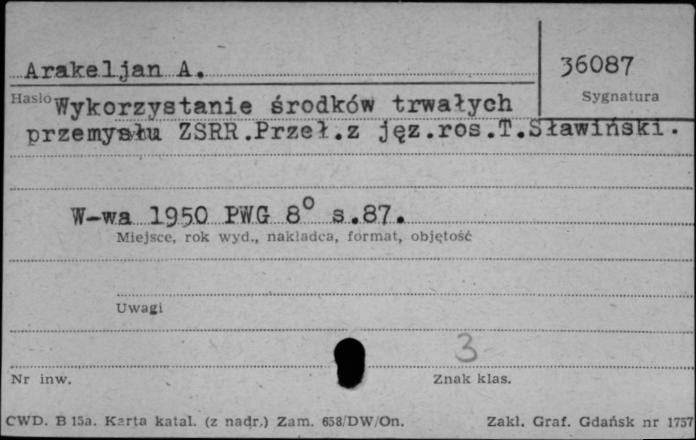 Arakeljan A.
36087
Hasło Wykorzystanie środków trwałych
Sygnatura
przemysłu ZSRR.Przeł.z jęz.ros.T.Sławiński.
W-wa 1950 PWG 8° s.87.
Miejsce, rok wyd., nakładca, format, objętość
Uwagi
3
Nr inw.
Znak klas.
CWD. B 15a. Karta katal. (z nadr.) Zam. 658/DW/On.
Zakł. Graf. Gdańsk nr 1757